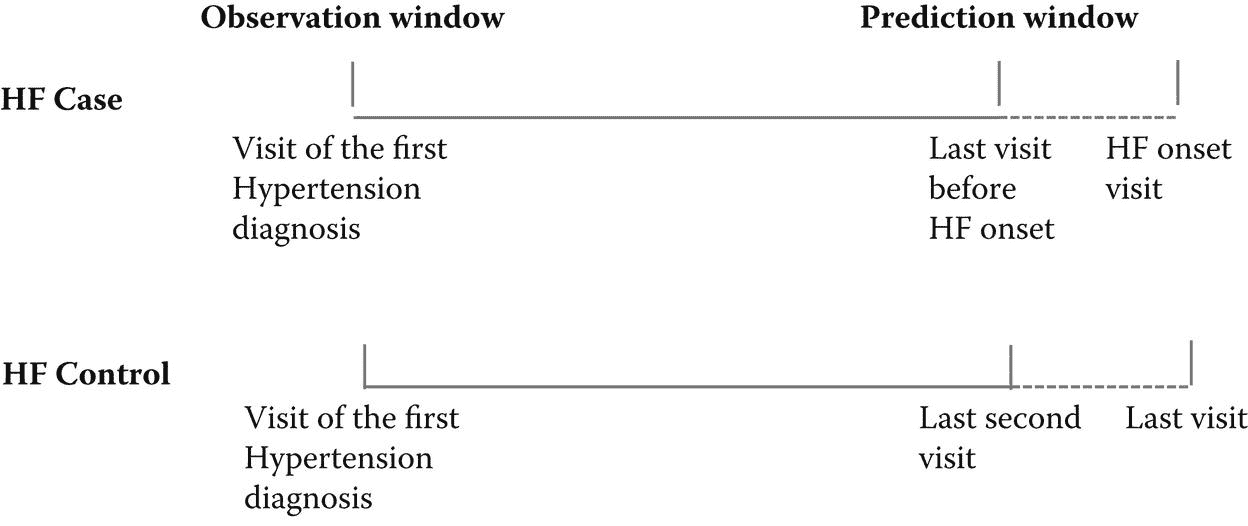 Observation window
Prediction window
HF Case
Visit of the first
Hypertension
diagnosis
Last visit
before
HF onset
HF onset
visit
HF Control
Visit of the first
Hypertension
diagnosis
Last second
visit
Last visit